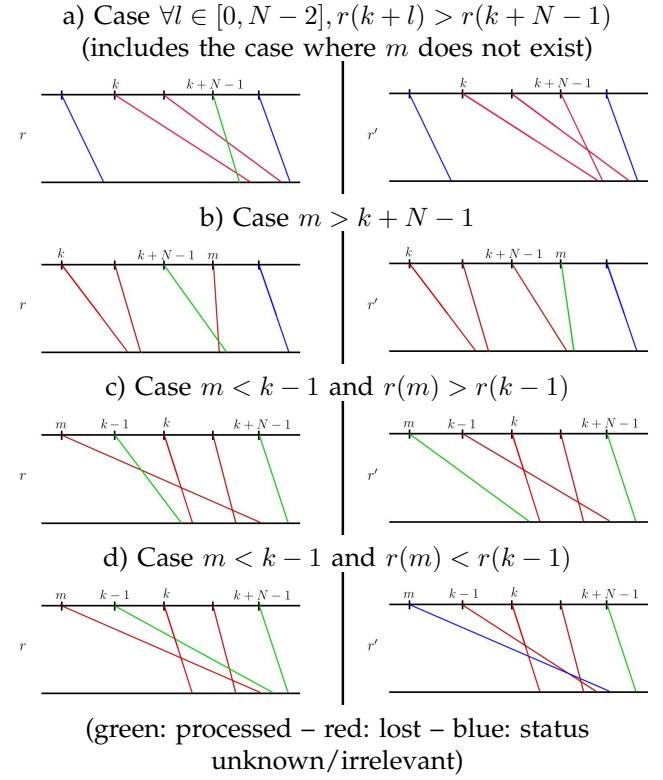 a) Case ∀l ∈ [0, N − 2], r(k + l) > r(k + N − 1)
(includes the case where m does not exist)
k k + N − 1 k k + N − 1
r r′
b) Case m > k + N − 1
k k + N − 1 m k k + N − 1 m
r r′
c) Case m < k − 1 and r(m) > r(k − 1)
m k − 1 k k + N − 1 m k − 1 k k + N − 1
r r′
d) Case m < k − 1 and r(m) < r(k − 1)
m k − 1 k k + N − 1 m k − 1 k k + N − 1
r r′
(green: processed – red: lost – blue: status
unknown/irrelevant)